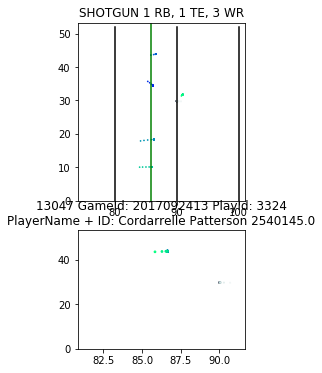 SHOTGUN 1 RB, 1 TE, 3 WR
50
40
30
20
10
0
80 90 100
13047 GameId: 2017092413 PlayId: 3324
PlayerName + ID: Cordarrelle Patterson 2540145.0
40
20
0
82.5 85.0 87.5 90.0